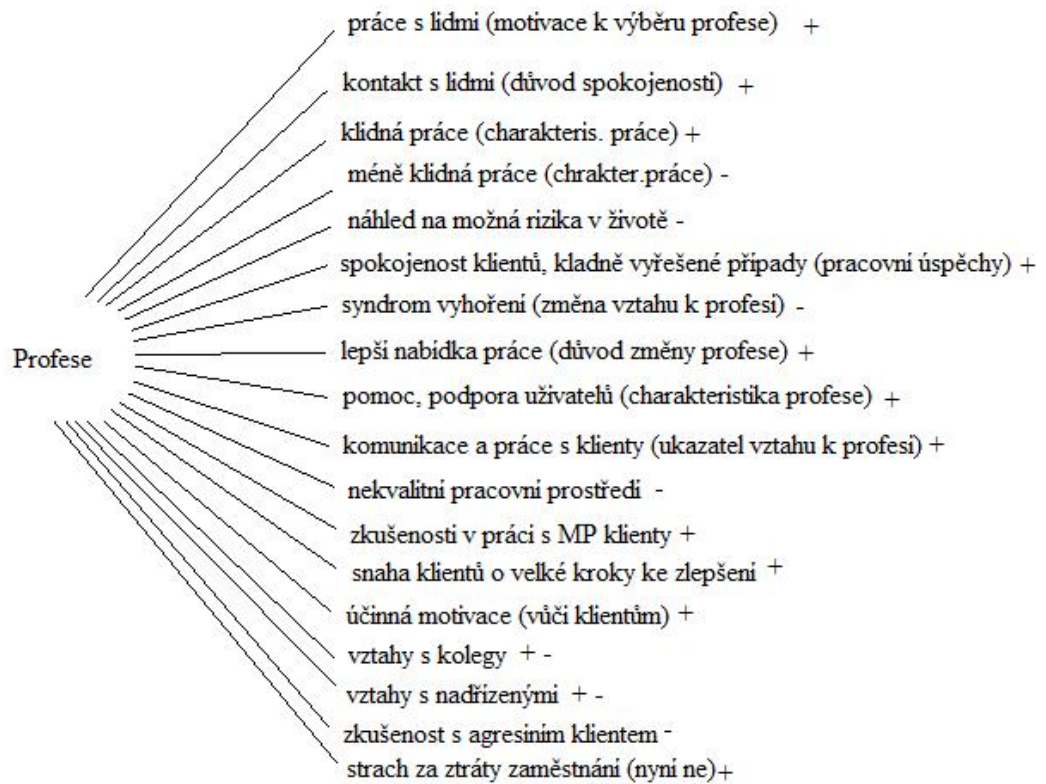 práce s lidmi (motivace k výběru profese) +
kontakt s lidmi (důvod spokojenosti) +
klidná práce (charakteris. práce) +
méně klidná práce (chrakter.práce) -
náhled na možná rizika v životě -
spokojenost klientů, kladně vyřešené případy (pracovní úspěchy) +
syndrom vyhoření (změna vztahu k profesi) -
Profese
lepší nabídka práce (důvod změny profese) +
pomoc, podpora uživatelů (charakteristika profese) +
komunikace a práce s klienty (ukazatel vztahu k profesi) +
nekvalitní pracovní prostředí -
zkušenosti v práci s MP klienty +
snaha klientů o velké kroky ke zlepšení +
účinná motivace (vůči klientům) +
vztahy s kolegy + -
vztahy s nadřízenými + -
zkušenost s agresiním klientem -
strach za ztráty zaměstnání (nyní ne)+